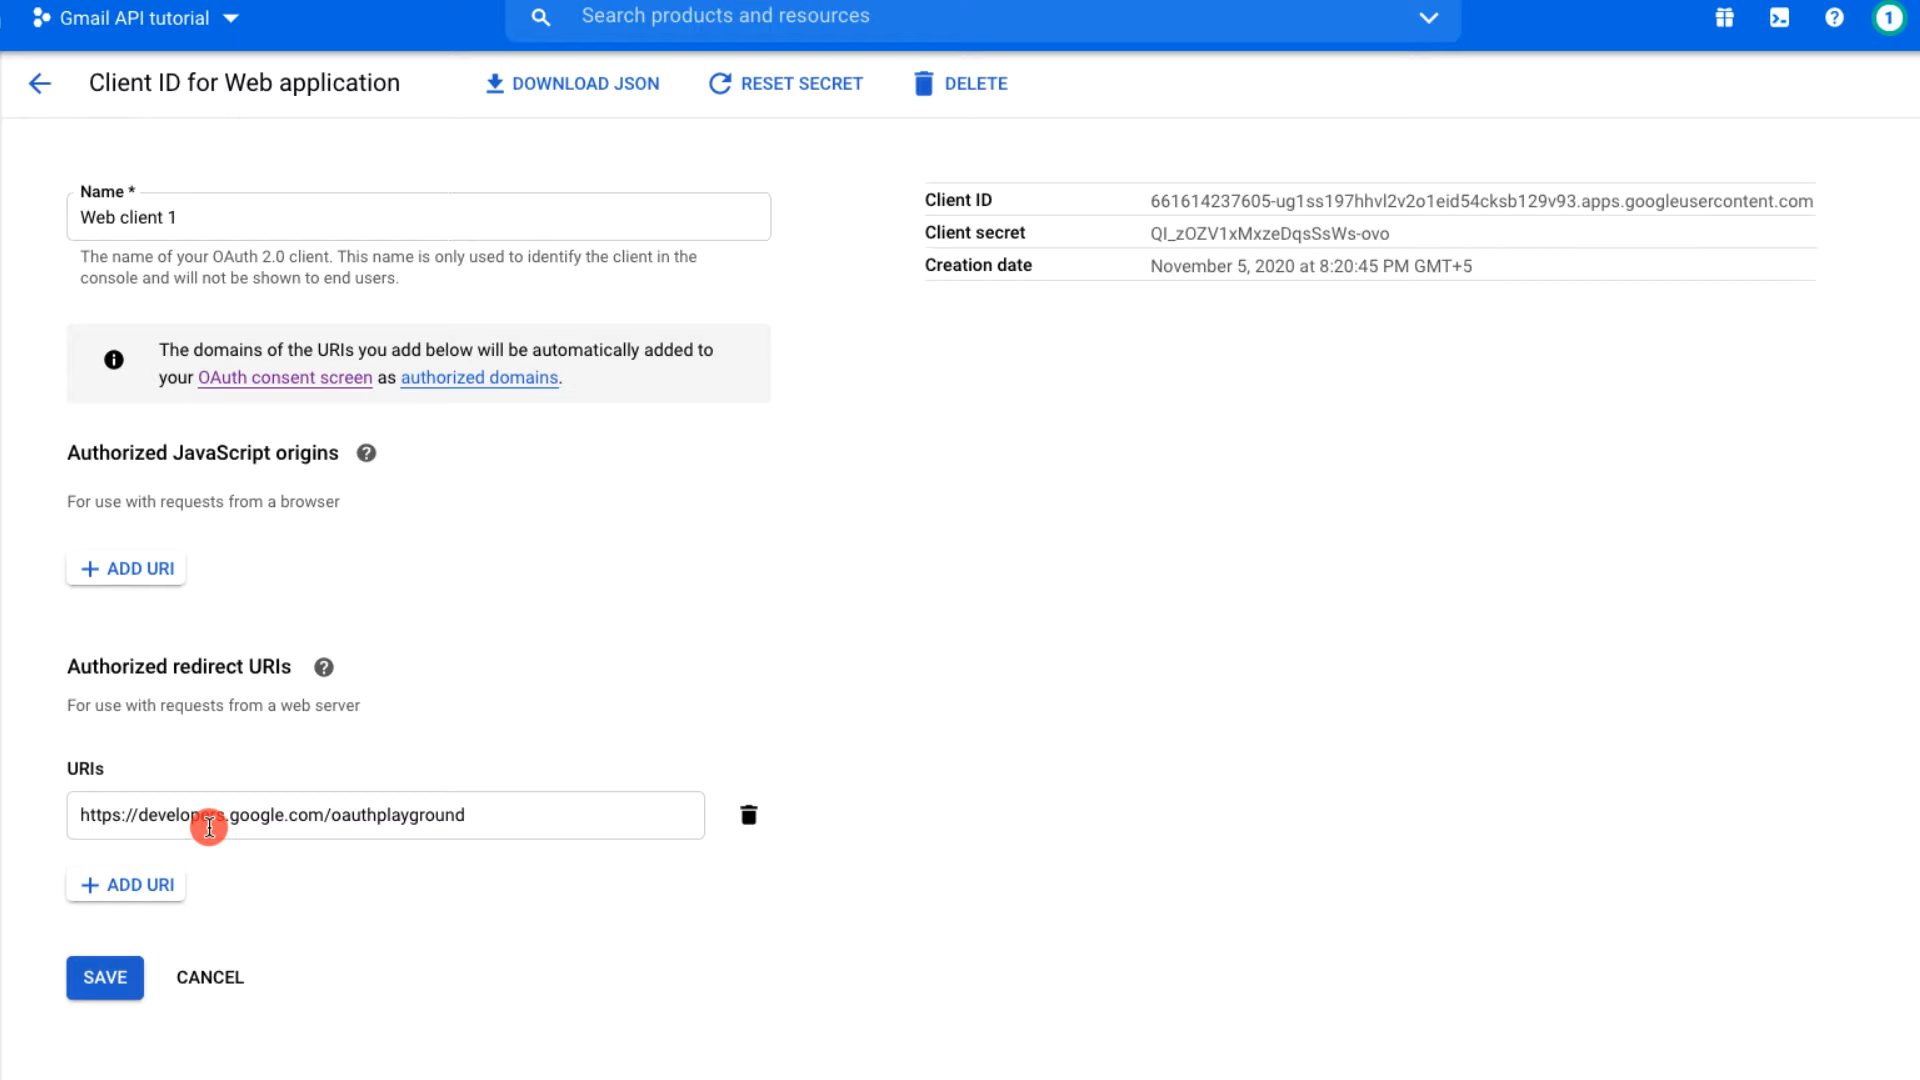 Gmail API tutorial
Search products and resources
1
Client ID for Web application
DOWNLOAD JSON
RESET SECRET
DELETE
Name *
Web client 1
The name of your OAuth 2.0 client. This name is only used to identify the client in the
console and will not be shown to end users.
Client ID 661614237605-ug1ss197hhvl2v2o1eid54cksb129v93.apps.googleusercontent.com
Client secret QI_zOZV1xMxzeDqsSsWs-ovo
Creation date November 5, 2020 at 8:20:45 PM GMT+5
The domains of the URIs you add below will be automatically added to
your OAuth consent screen as authorized domains.
Authorized JavaScript origins
For use with requests from a browser
+ ADD URI
Authorized redirect URIs
For use with requests from a web server
URIs
https://developers.google.com/oauthplayground
+ ADD URI
SAVE
CANCEL